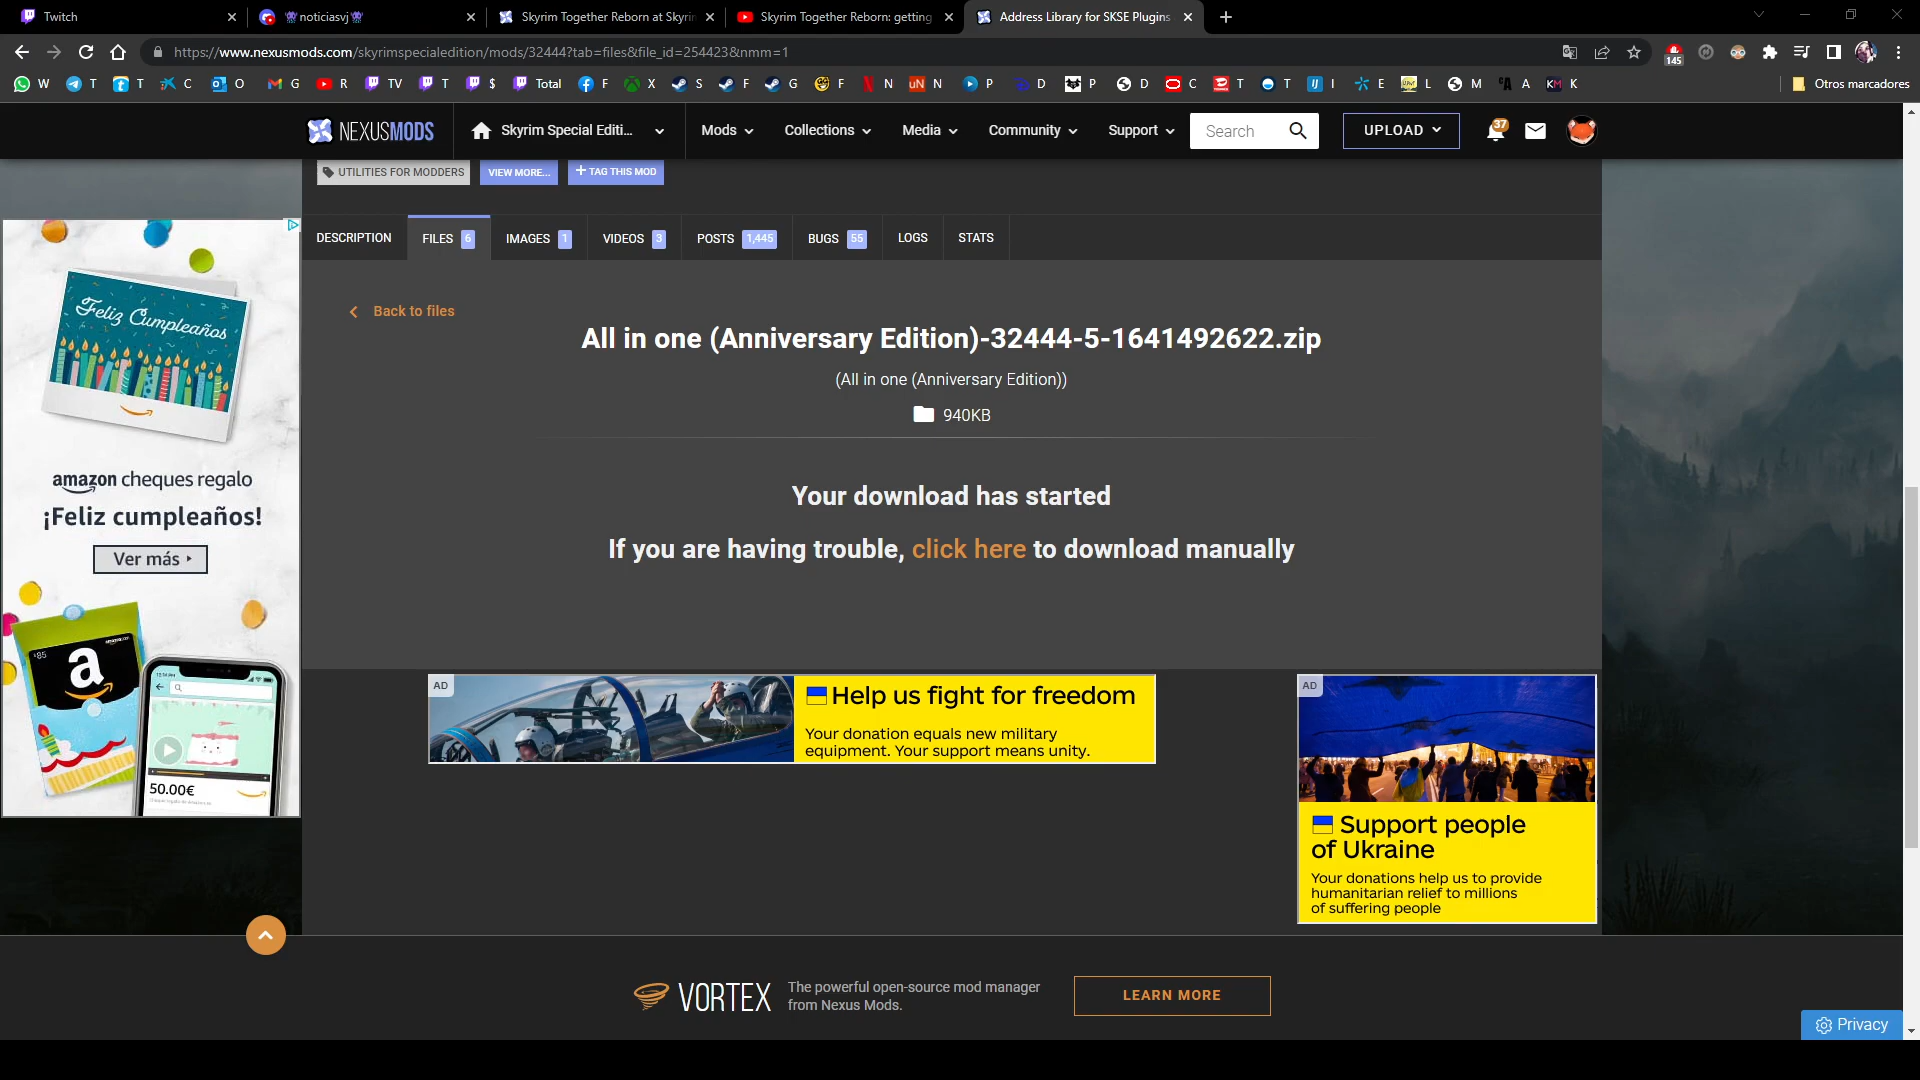 Twitch
noticiasvj
Skyrim Together Reborn at Skyrim
Skyrim Together Reborn: getting
Address Library for SKSE Plugins
https://www.nexusmods.com/skyrimspecialedition/mods/32444?tab=files&file_id=254423&nmm=1
145
W T T C O G R TV T $ Total F X S F G F N N P D P D C T T I E L M A K
Otros marcadores
NEXUSMODS
Skyrim Special Editi...
Mods
Collections
Media
Community
Support
Search
UPLOAD
37
UTILITIES FOR MODDERS
VIEW MORE...
+ TAG THIS MOD
DESCRIPTION
FILES 6
IMAGES 1
VIDEOS 3
POSTS 1,445
BUGS 55
LOGS
STATS
Back to files
All in one (Anniversary Edition)-32444-5-1641492622.zip
(All in one (Anniversary Edition))
940KB
Your download has started
If you are having trouble, click here to download manually
Feliz Cumpleaños
amazon cheques regalo
¡Feliz cumpleaños!
Ver más
50.00€
AD
Help us fight for freedom
Your donation equals new military
equipment. Your support means unity.
AD
Support people
of Ukraine
Your donations help us to provide
humanitarian relief to millions
of suffering people
VORTEX
The powerful open-source mod manager
from Nexus Mods.
LEARN MORE
Privacy